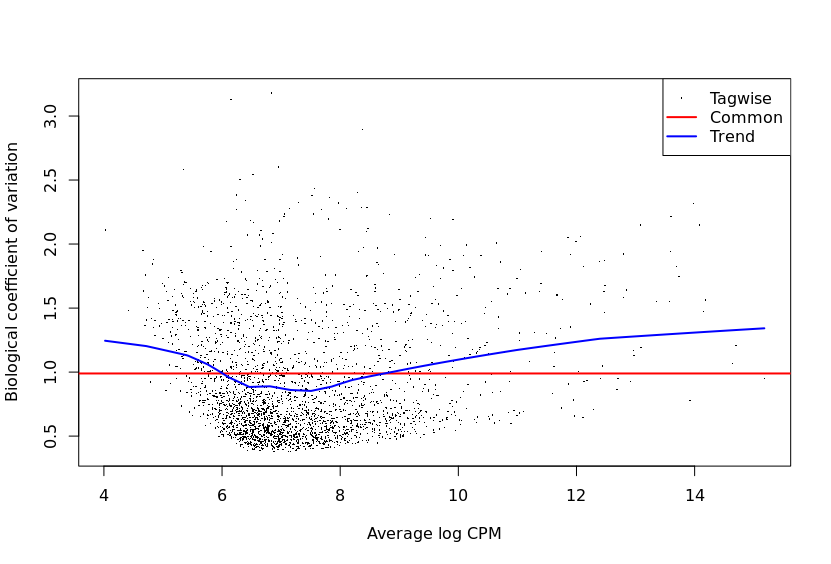 Tagwise
Common
Trend
Biological coefficient of variation
3.0
2.5
2.0
1.5
1.0
0.5
4 6 8 10 12 14
Average log CPM